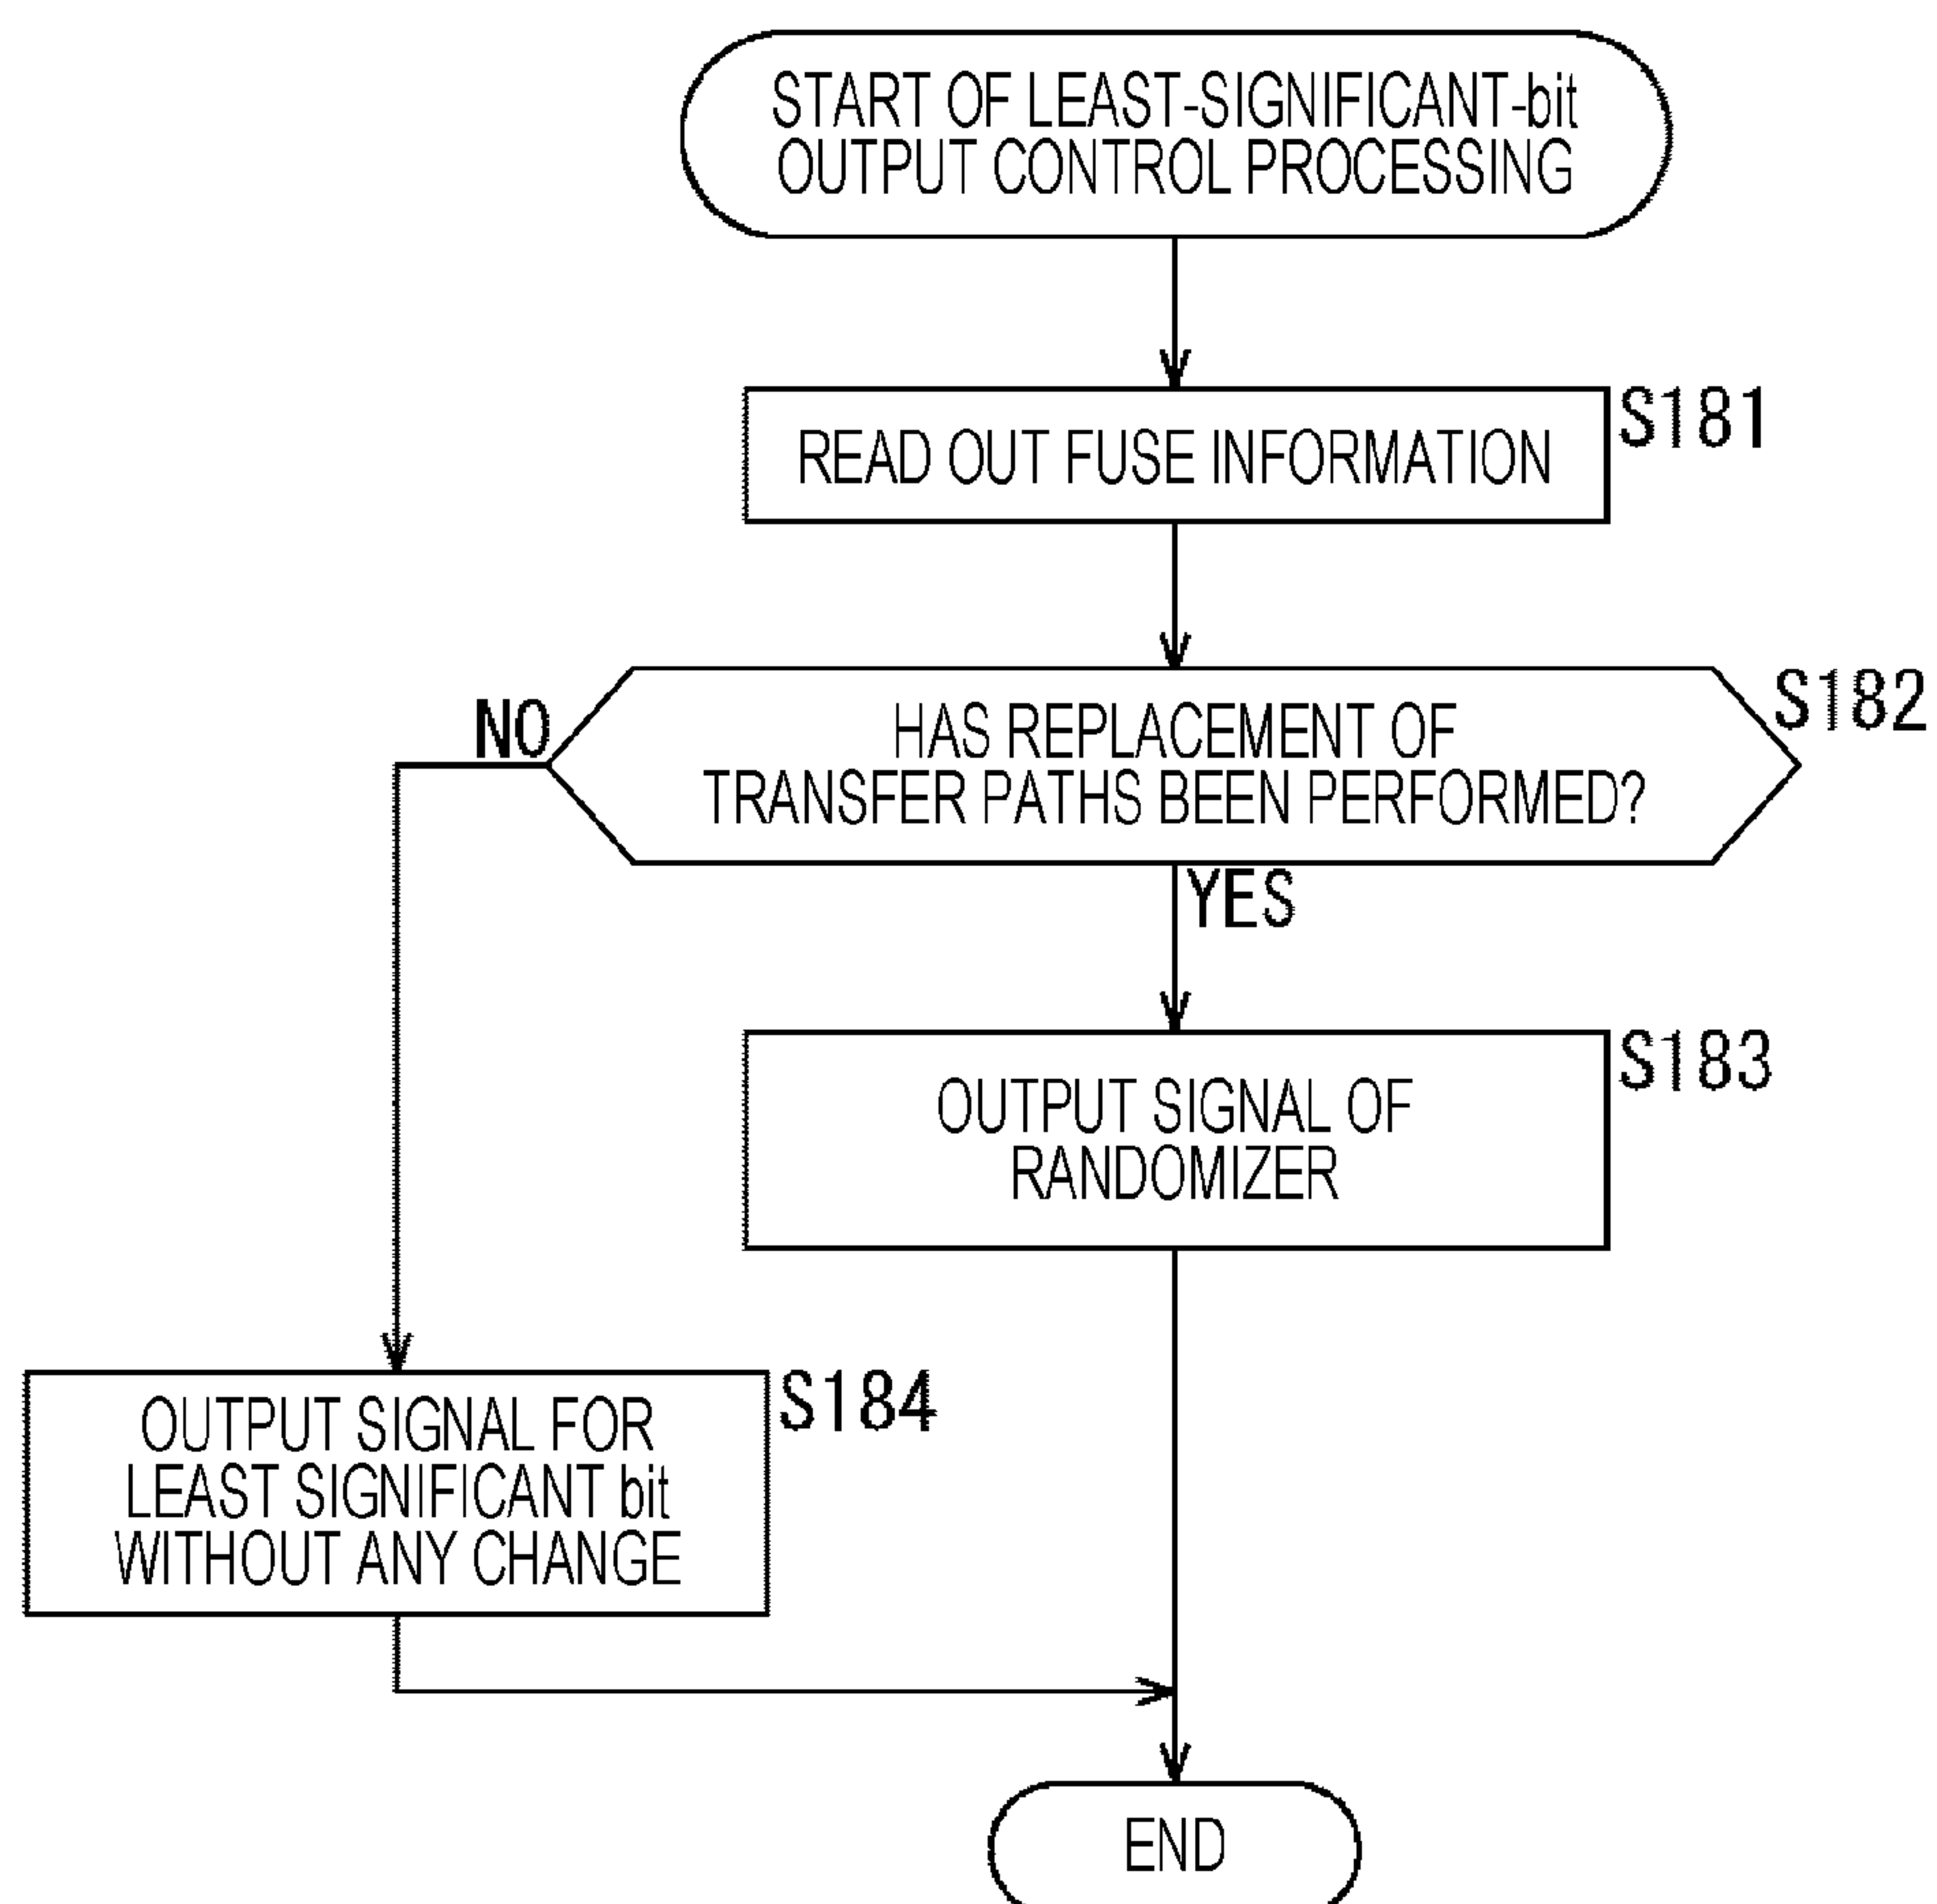 START OF LEAST-SIGNIFICANT-bit
OUTPUT CONTROL PROCESSING
S181
READ OUT FUSE INFORMATION
S182
NO
HAS REPLACEMENT OF
TRANSFER PATHS BEEN PERFORMED?
YES
S183
OUTPUT SIGNAL OF
RANDOMIZER
S184
OUTPUT SIGNAL FOR
LEAST SIGNIFICANT bit
WITHOUT ANY CHANGE
END